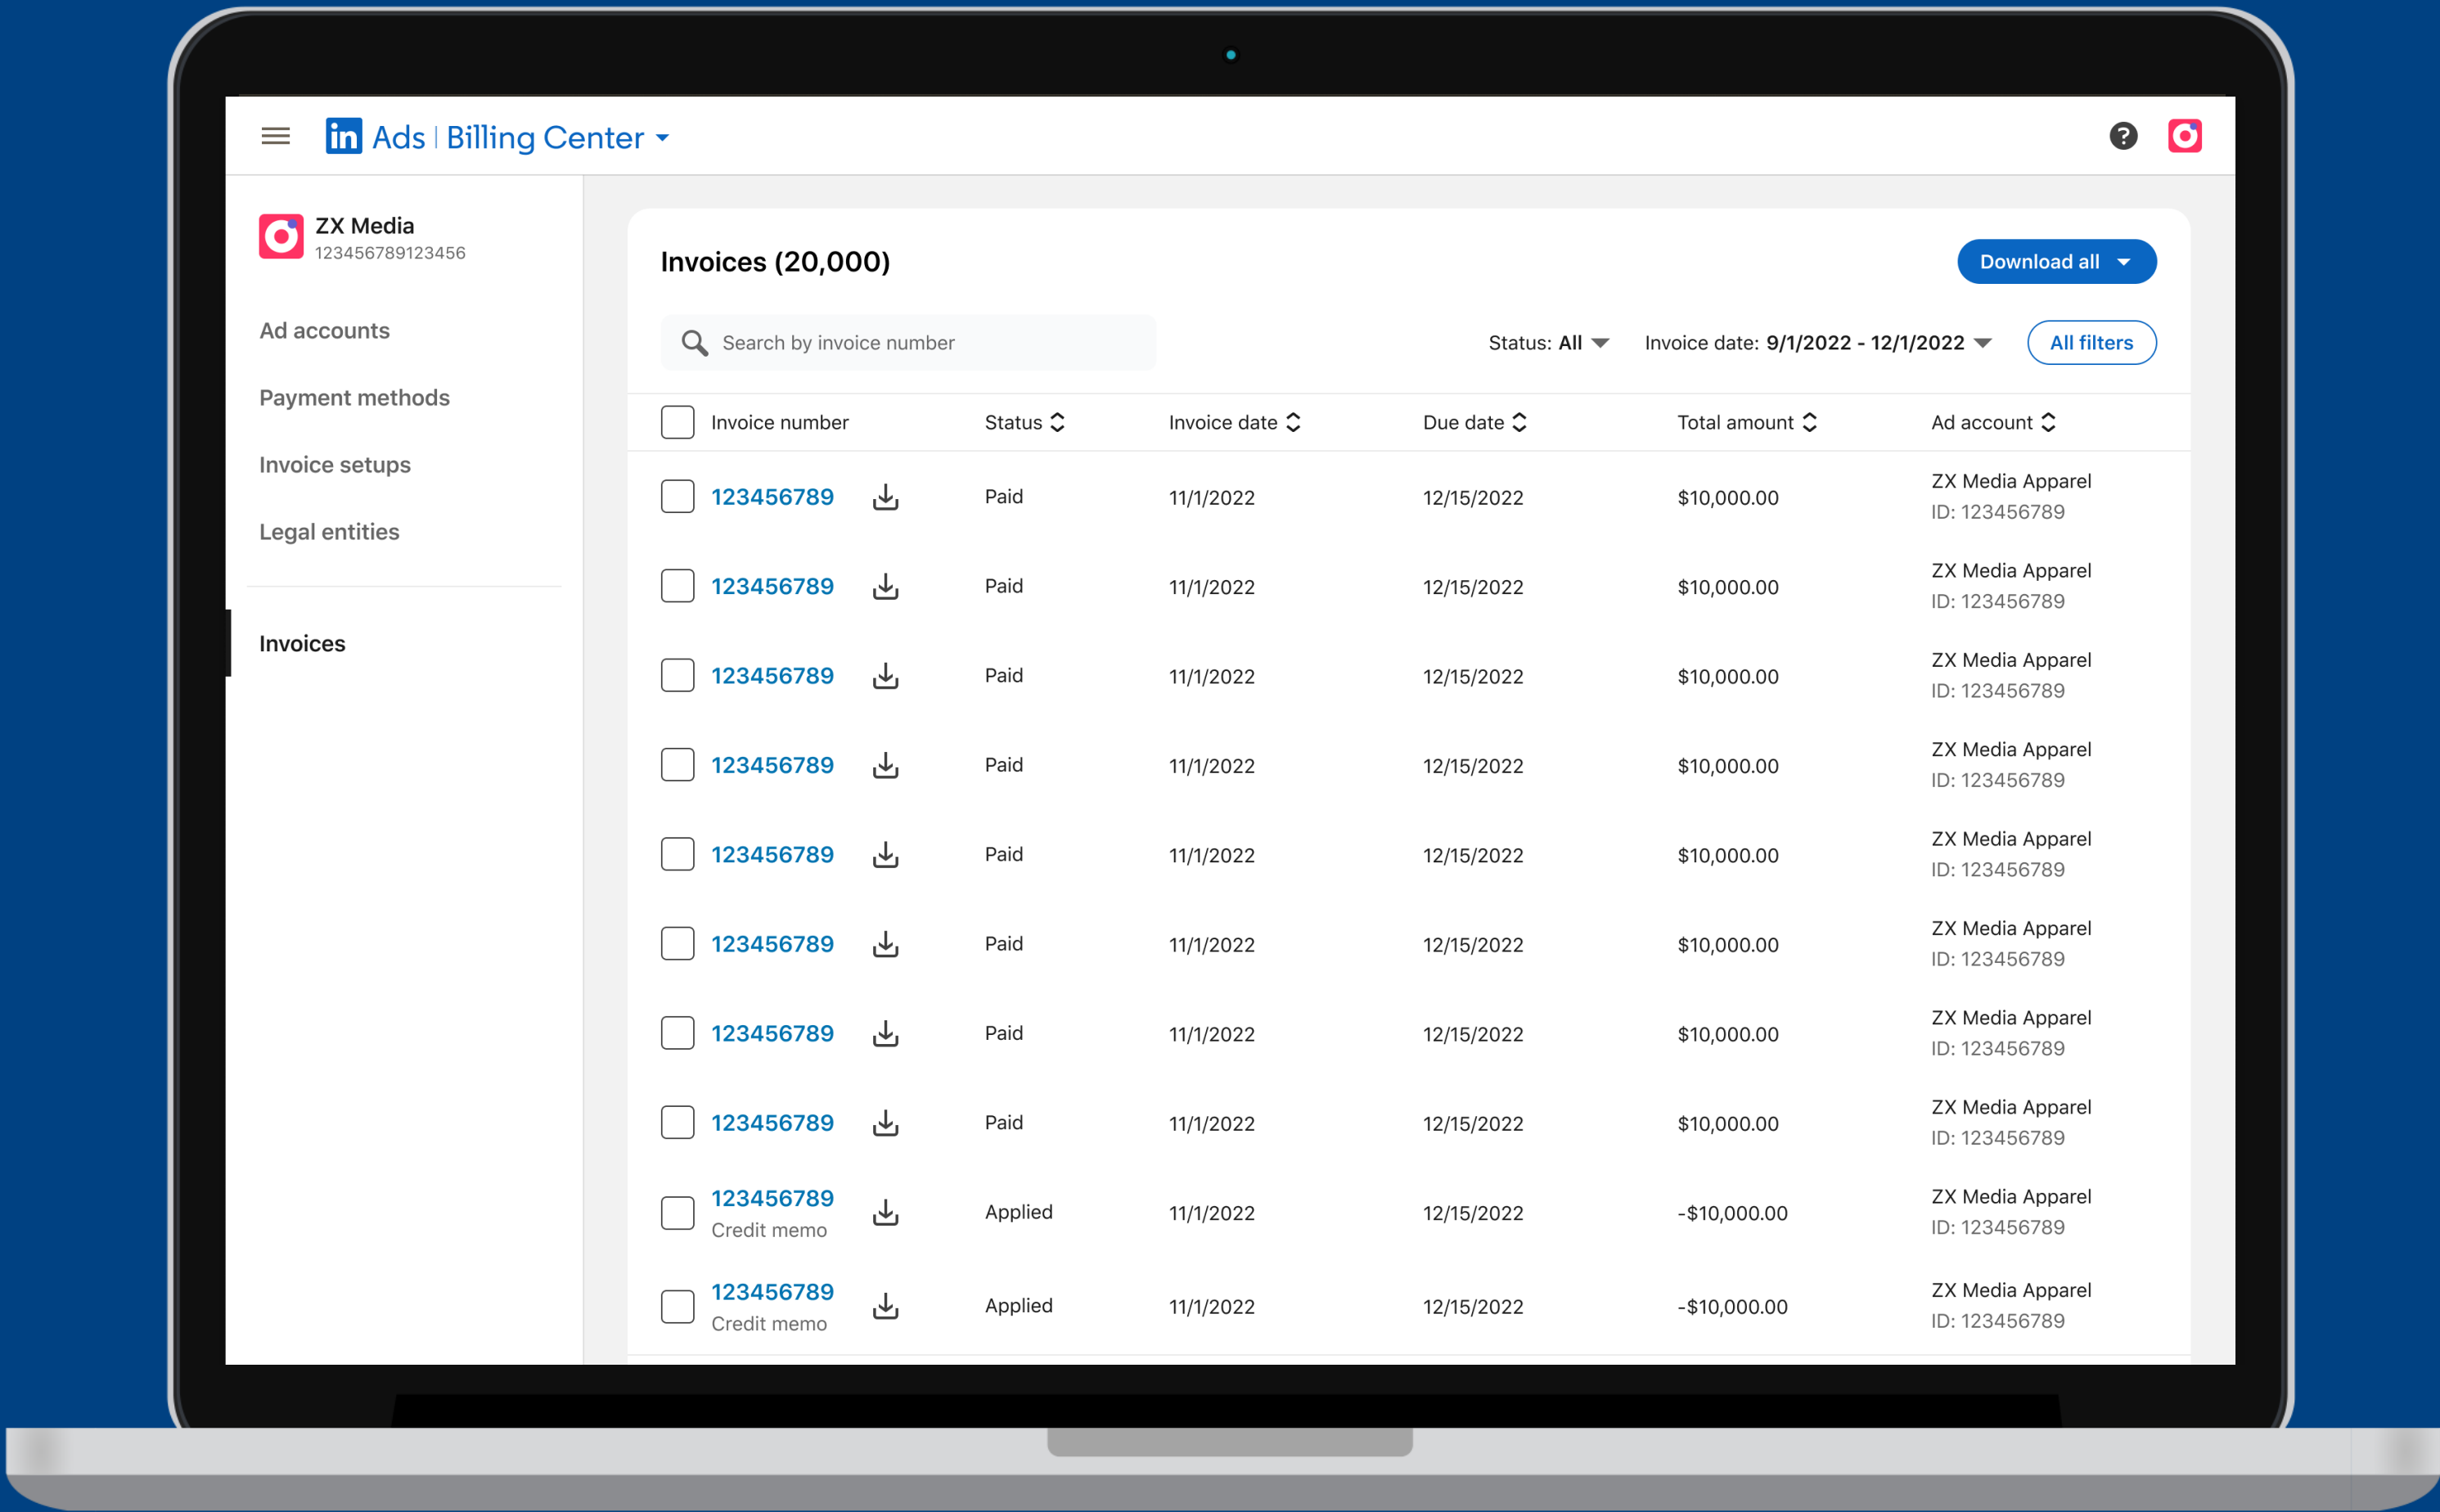 in Ads | Billing Center
?
ZX Media
123456789123456
Ad accounts
Payment methods
Invoice setups
Legal entities
Invoices
Invoices (20,000)
Download all
Search by invoice number
Status: All
Invoice date: 9/1/2022 - 12/1/2022
All filters
Invoice number Status Invoice date Due date Total amount Ad account
123456789 Paid 11/1/2022 12/15/2022 $10,000.00 ZX Media Apparel
ID: 123456789
123456789 Paid 11/1/2022 12/15/2022 $10,000.00 ZX Media Apparel
ID: 123456789
123456789 Paid 11/1/2022 12/15/2022 $10,000.00 ZX Media Apparel
ID: 123456789
123456789 Paid 11/1/2022 12/15/2022 $10,000.00 ZX Media Apparel
ID: 123456789
123456789 Paid 11/1/2022 12/15/2022 $10,000.00 ZX Media Apparel
ID: 123456789
123456789 Paid 11/1/2022 12/15/2022 $10,000.00 ZX Media Apparel
ID: 123456789
123456789 Paid 11/1/2022 12/15/2022 $10,000.00 ZX Media Apparel
ID: 123456789
123456789 Paid 11/1/2022 12/15/2022 $10,000.00 ZX Media Apparel
ID: 123456789
123456789 Applied 11/1/2022 12/15/2022 -$10,000.00 ZX Media Apparel
Credit memo ID: 123456789
123456789 Applied 11/1/2022 12/15/2022 -$10,000.00 ZX Media Apparel
Credit memo ID: 123456789